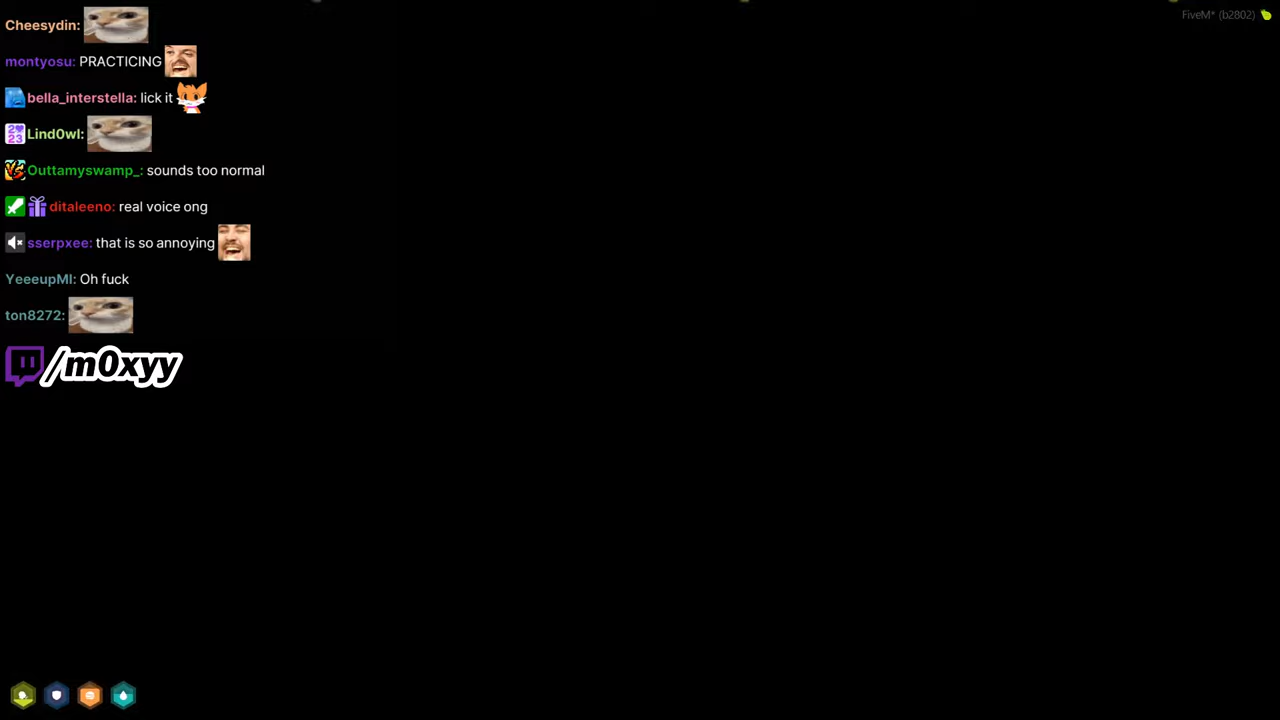 FiveM* (b2802)
Cheesydin:
montyosu: PRACTICING
bella_interstella: lick it
Lind0wl:
Outtamyswamp_: sounds too normal
ditaleeno: real voice ong
sserpxee: that is so annoying
YeeeupMI: Oh fuck
ton8272:
/m0xyy